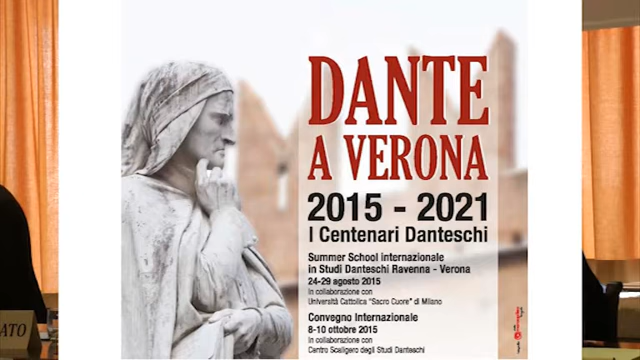 DANTE
A VERONA
2015 - 2021
I Centenari Danteschi
Summer School internazionale
in Studi Danteschi Ravenna - Verona
24-29 agosto 2015
In collaborazione con
Università Cattolica "Sacro Cuore" di Milano
Convegno Internazionale
8-10 ottobre 2015
In collaborazione con
Centro Scaligero degli Studi Danteschi
ATO